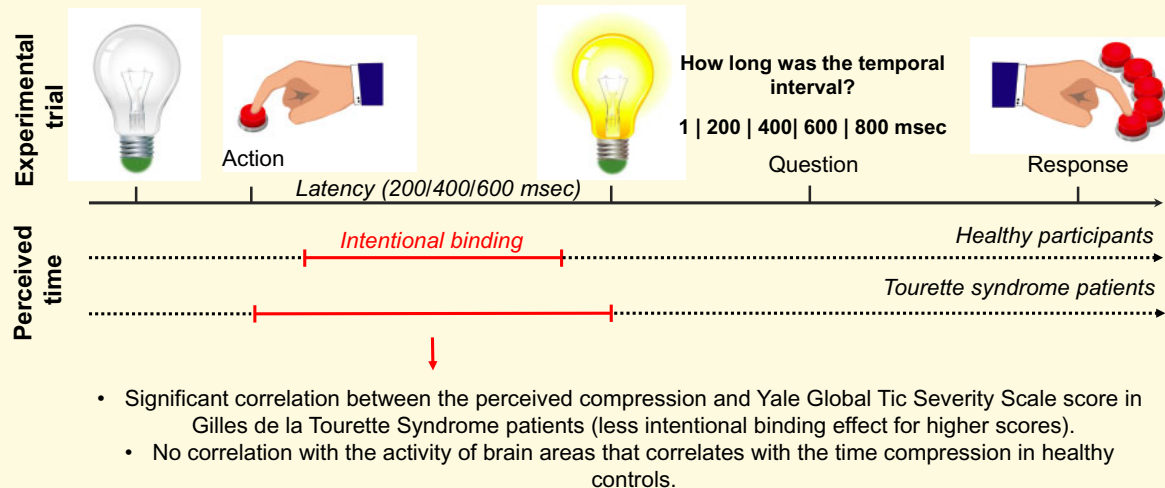 Experimental
trial
How long was the temporal
interval?
1 | 200 | 400| 600 | 800 msec
Action
Question
Response
Latency (200/400/600 msec)
Perceived
time
Intentional binding
Healthy participants
Tourette syndrome patients
• Significant correlation between the perceived compression and Yale Global Tic Severity Scale score in
Gilles de la Tourette Syndrome patients (less intentional binding effect for higher scores).
• No correlation with the activity of brain areas that correlates with the time compression in healthy
controls.